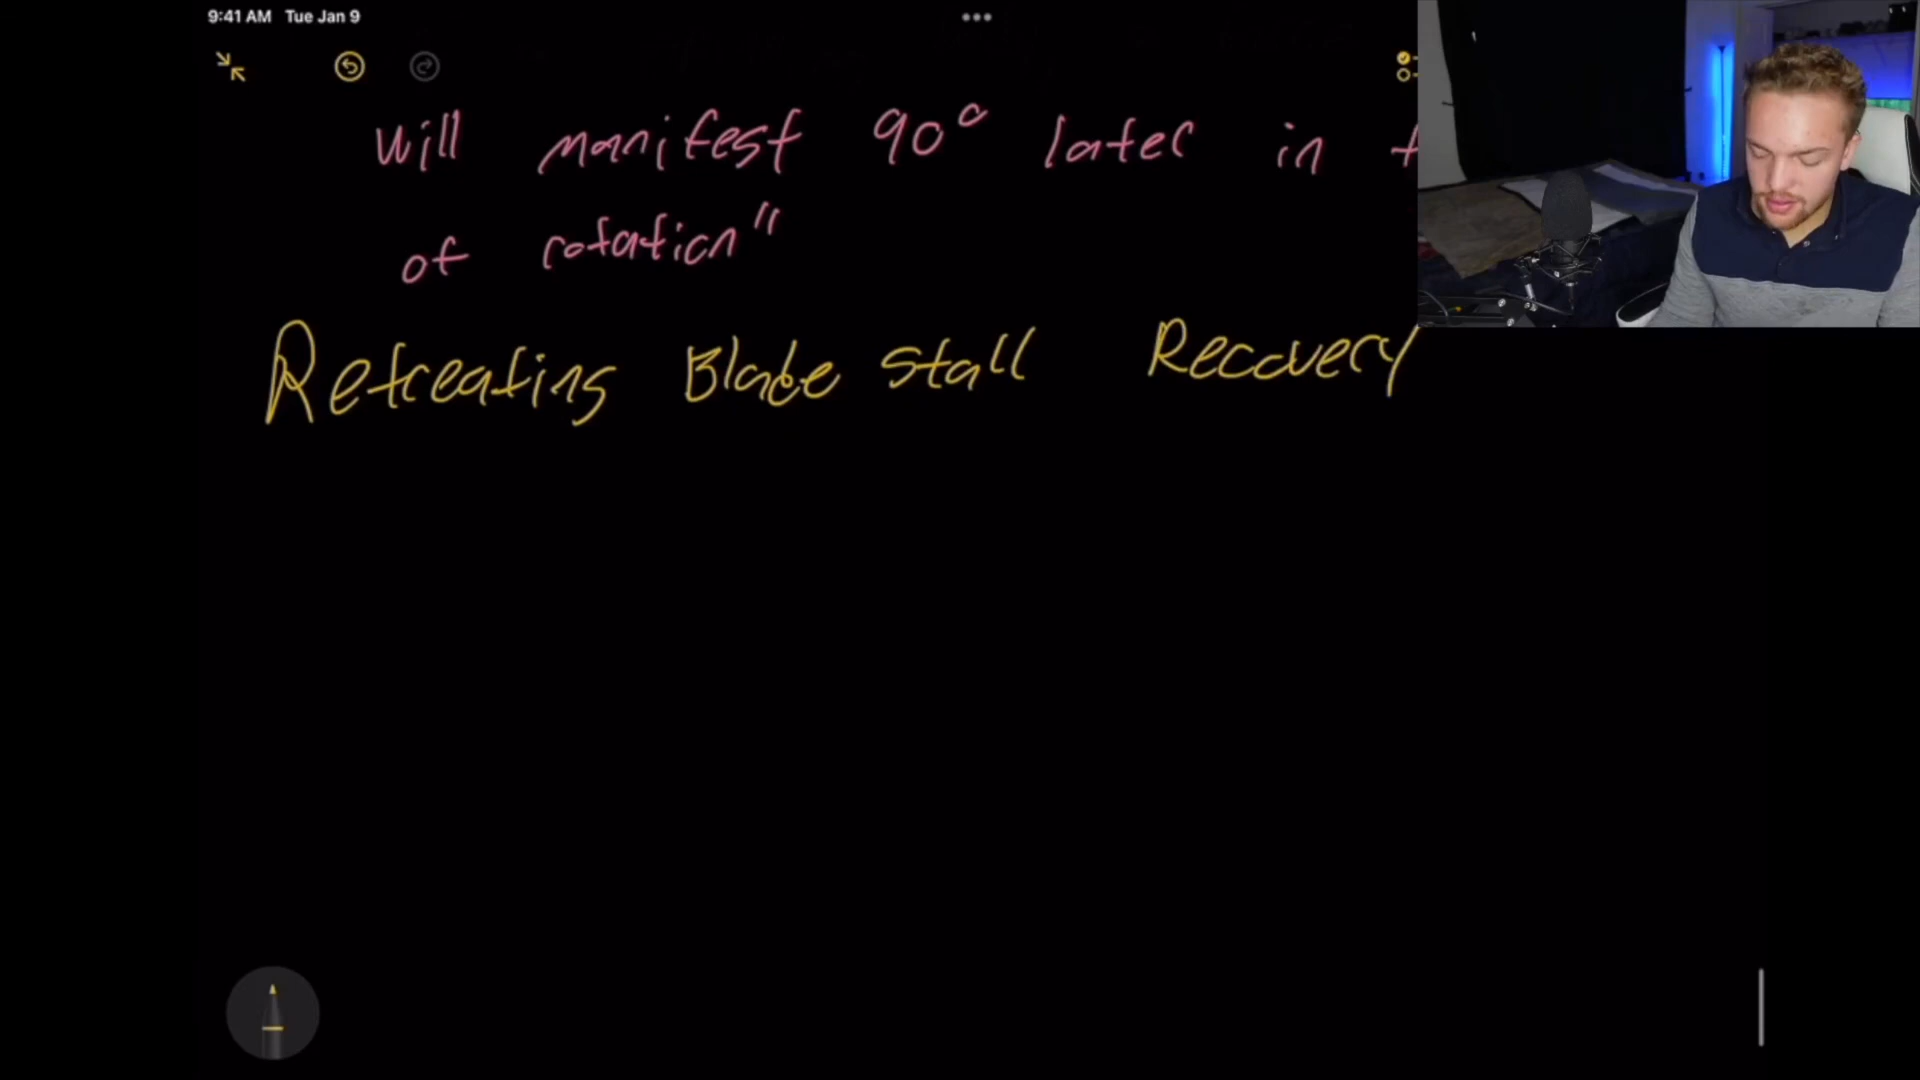 9:41 AM Tue Jan 9
will manifest 90° later in
of rotation"
Retreating Blade Stall Recovery